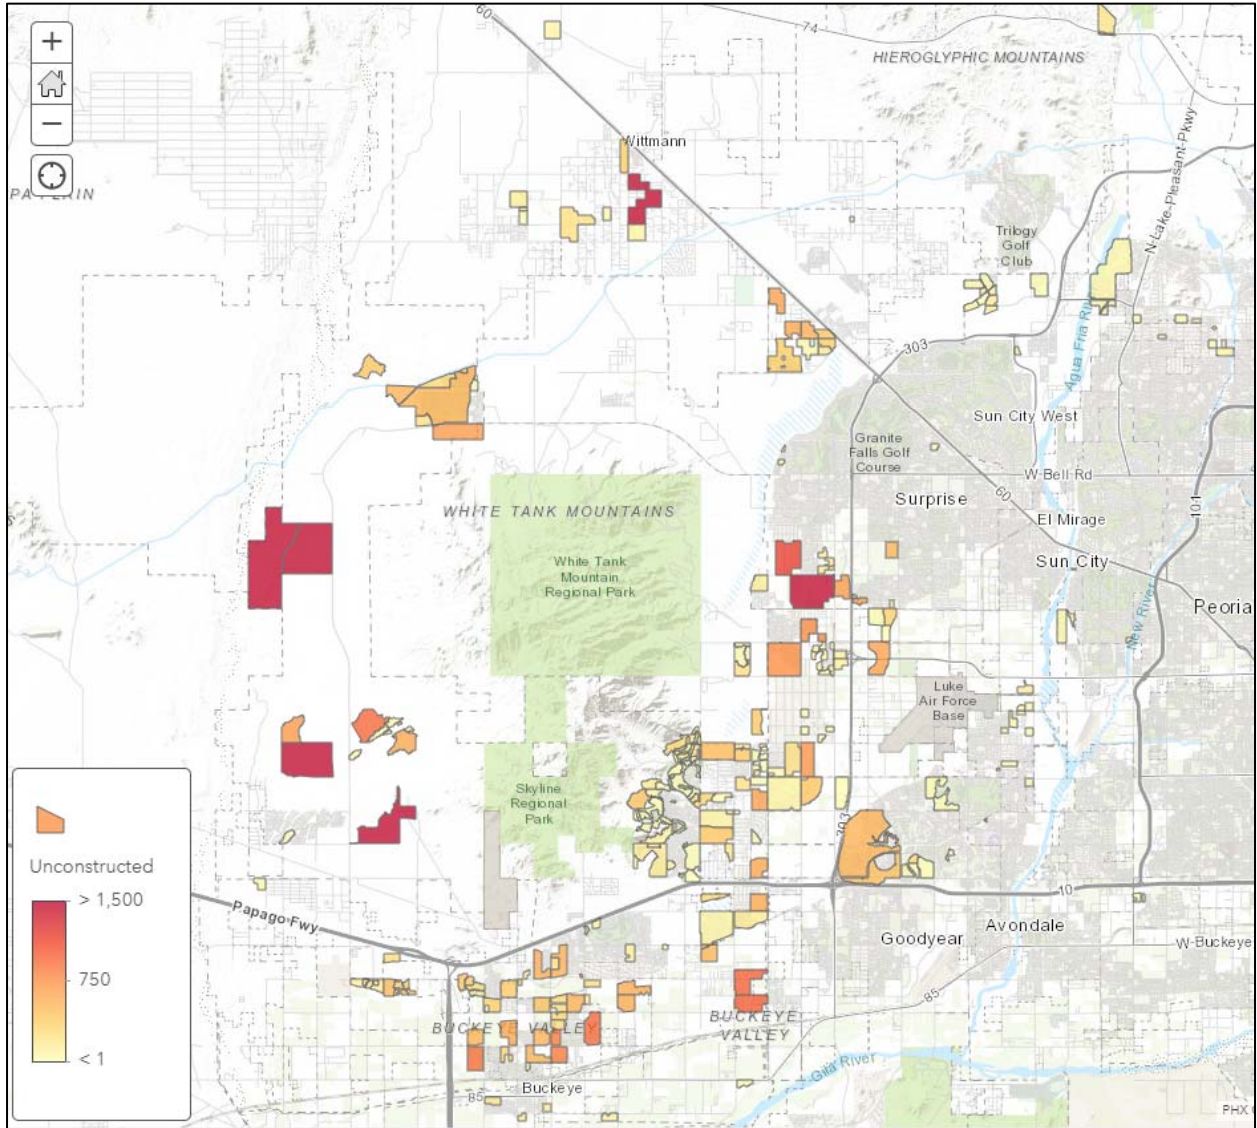 60
74
HIEROGLYPHIC MOUNTAINS
+
−
Wittmann
N-Lake-Pleasant-Pkwy
Trilogy
Golf
Club
303
Agua Fria River
Sun City West
Granite
Falls Golf
Course
W-Bell Rd
60
101
Surprise
El Mirage
WHITE TANK MOUNTAINS
White Tank
Mountain
Regional Park
Sun City
New River
Peoria
Luke
Air Force
Base
Skyline
Regional
Park
303
Unconstructed
> 1,500
750
< 1
Papago Fwy
10
Goodyear
Avondale
W-Buckeye
85
BUCKEYE VALLEY
BUCKEYE
VALLEY
Gila River
Buckeye
85